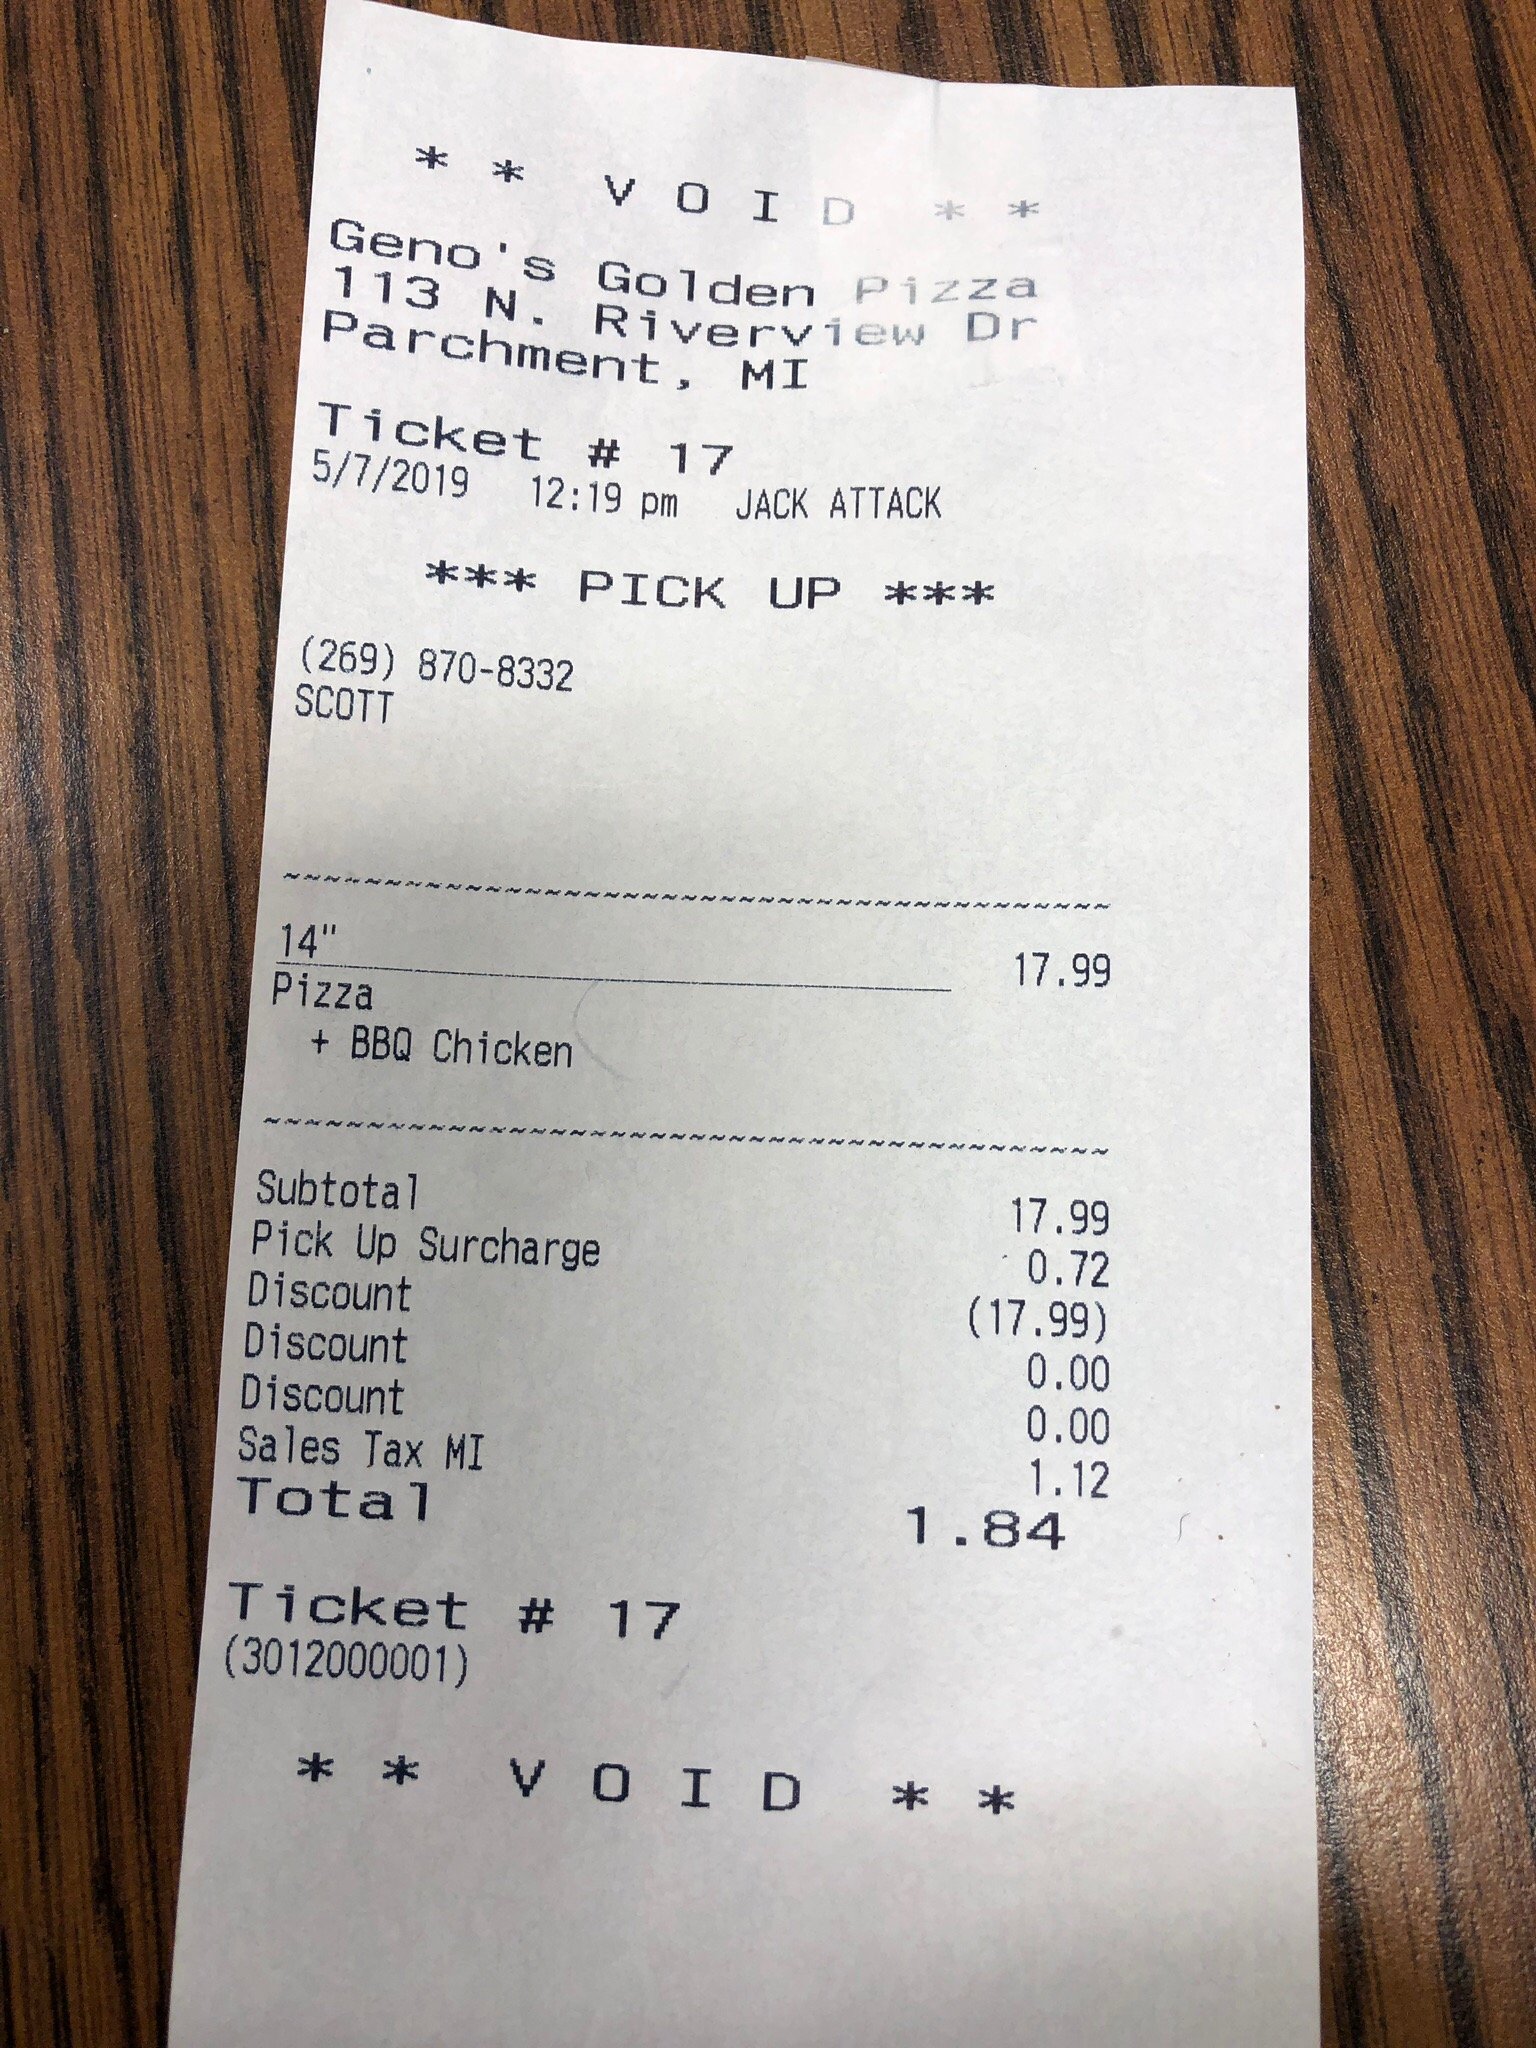 * * V O I D * *
Geno's Golden Pizza
113 N. Riverview Dr
Parchment, MI
Ticket # 17
5/7/2019 12:19 pm JACK ATTACK
*** PICK UP ***
(269) 870-8332
SCOTT
14" 17.99
Pizza
+ BBQ Chicken
Subtotal 17.99
Pick Up Surcharge 0.72
Discount (17.99)
Discount 0.00
Discount 0.00
Sales Tax MI 1.12
Total 1.84
Ticket # 17
(3012000001)
* * V O I D * *